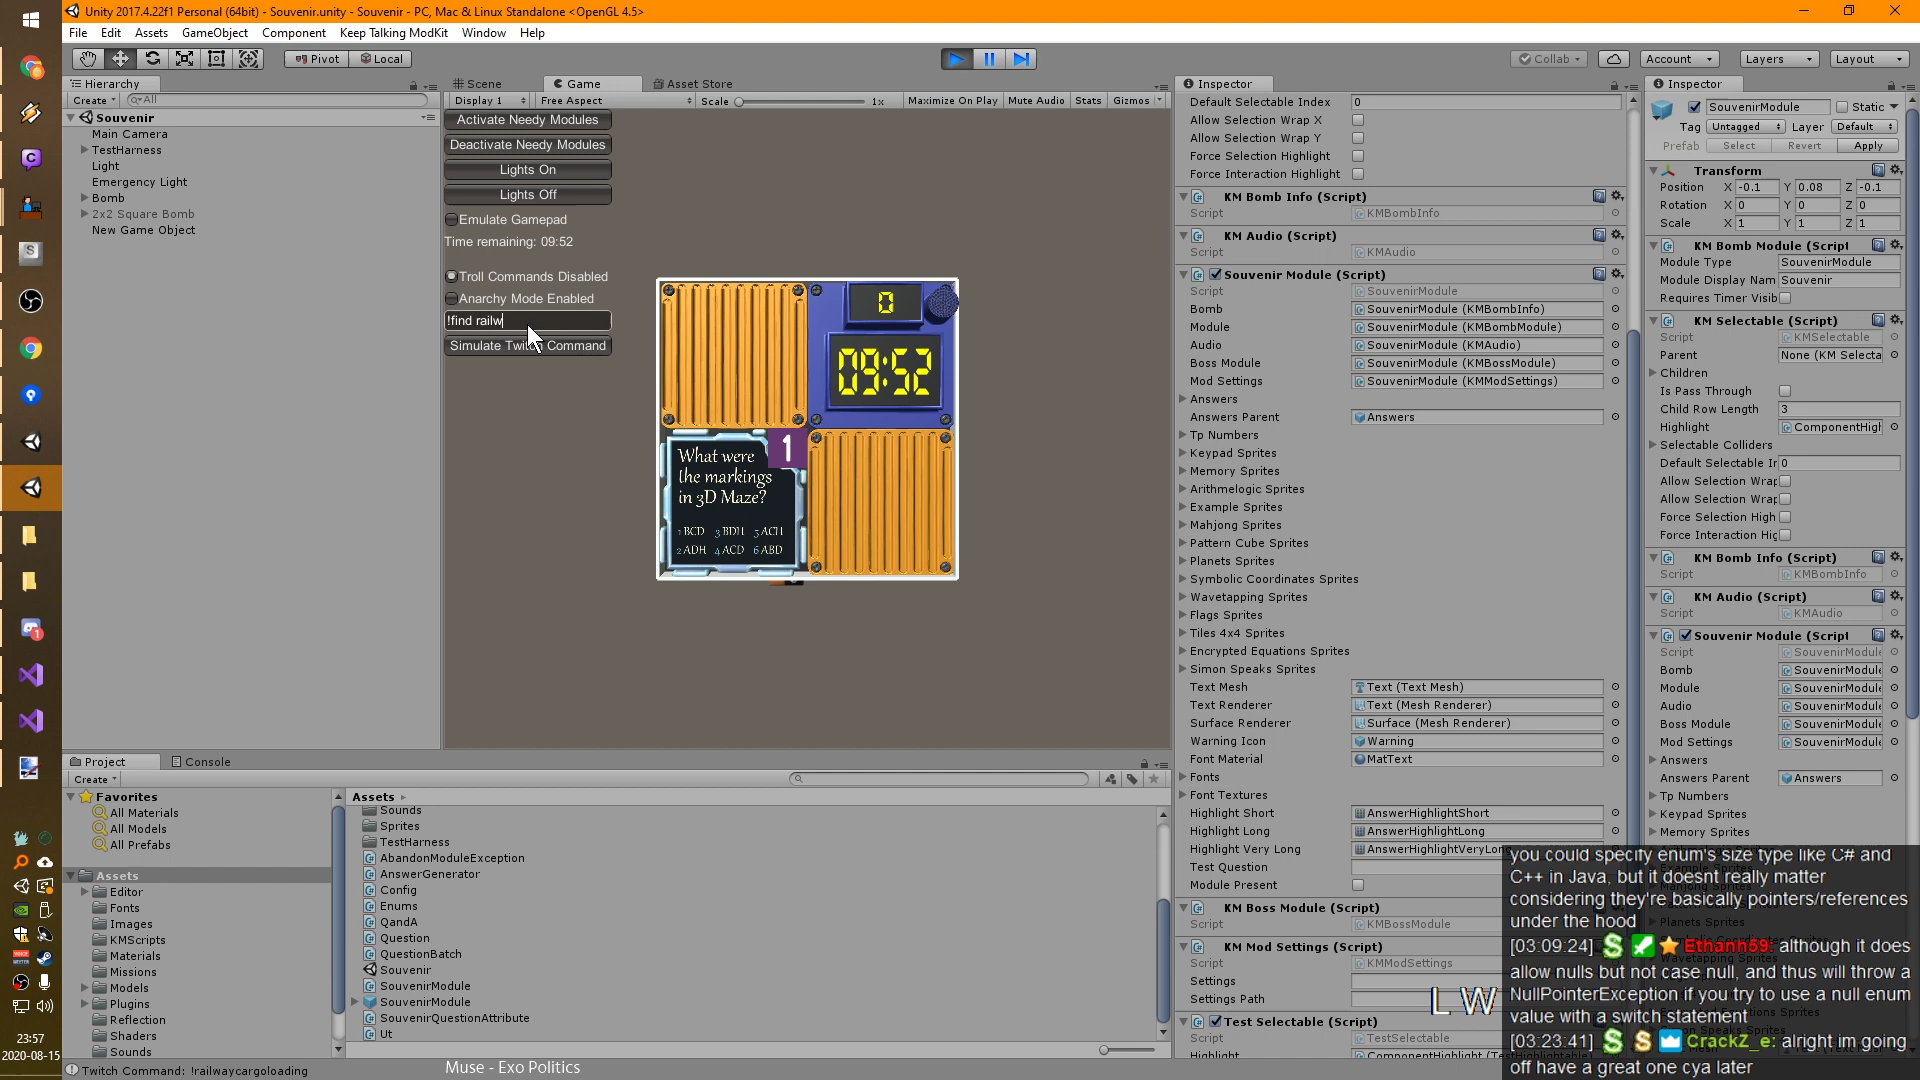 Unity 2017.4.22f1 Personal (64bit) - Souvenir.unity - Souvenir - PC, Mac & Linux Standalone <OpenGL 4.5>
File Edit Assets GameObject Component Keep Talking ModKit Window Help
Pivot Local Collab Account Layers Layout
Hierarchy
Create All
Souvenir
Main Camera
TestHarness
Light
Emergency Light
Bomb
2x2 Square Bomb
New Game Object
Scene Game Asset Store
Display 1 Free Aspect Scale 1x Maximize On Play Mute Audio Stats Gizmos
Activate Needy Modules
Deactivate Needy Modules
Lights On
Lights Off
Emulate Gamepad
Time remaining: 09:52
Troll Commands Disabled
Anarchy Mode Enabled
!find railw
Simulate Twitch Command
0
09:52
1
What were
the markings
in 3D Maze?
1 BCD 3 BDH 5 ACH
2 ADH 4 ACD 6 ABD
Inspector
Default Selectable Index 0
Allow Selection Wrap X
Allow Selection Wrap Y
Force Selection Highlight
Force Interaction Highlight
KM Bomb Info (Script)
Script KMBombInfo
KM Audio (Script)
Script KMAudio
Souvenir Module (Script)
Script SouvenirModule
Bomb SouvenirModule (KMBombInfo)
Module SouvenirModule (KMBombModule)
Audio SouvenirModule (KMAudio)
Boss Module SouvenirModule (KMBossModule)
Mod Settings SouvenirModule (KMModSettings)
Answers
Answers Parent Answers
Tp Numbers
Keypad Sprites
Memory Sprites
Arithmelogic Sprites
Example Sprites
Mahjong Sprites
Pattern Cube Sprites
Planets Sprites
Symbolic Coordinates Sprites
Wavetapping Sprites
Flags Sprites
Tiles 4x4 Sprites
Encrypted Equations Sprites
Simon Speaks Sprites
Text Mesh Text (Text Mesh)
Text Renderer Text (Mesh Renderer)
Surface Renderer Surface (Mesh Renderer)
Warning Icon Warning
Font Material MatText
Fonts
Font Textures
Highlight Short AnswerHighlightShort
Highlight Long AnswerHighlightLong
Highlight Very Long AnswerHighlightVeryLong
Test Question
Module Present
KM Boss Module (Script)
Script KMBossModule
KM Mod Settings (Script)
Script KMModSettings
Settings
Settings Path
Test Selectable (Script)
Script TestSelectable
Highlight ComponentHighlight (TestHighlightable)
Inspector
SouvenirModule Static
Tag Untagged Layer Default
Prefab Select Revert Apply
Transform
Position X -0.1 Y 0.08 Z -0.1
Rotation X 0 Y 0 Z 0
Scale X 1 Y 1 Z 1
KM Bomb Module (Script
Module Type SouvenirModule
Module Display Nam Souvenir
Requires Timer Visib
KM Selectable (Script)
Script KMSelectable
Parent None (KM Selecta
Children
Is Pass Through
Child Row Length 3
Highlight ComponentHigl
Selectable Colliders
Default Selectable Ir 0
Allow Selection Wrap
Allow Selection Wrap
Force Selection High
Force Interaction Hig
KM Bomb Info (Script)
Script KMBombInfo
KM Audio (Script)
Script KMAudio
Souvenir Module (Script
Script SouvenirModule
Bomb SouvenirModule
Module SouvenirModule
Audio SouvenirModule
Boss Module SouvenirModule
Mod Settings SouvenirModule
Answers
Answers Parent Answers
Tp Numbers
Keypad Sprites
Memory Sprites
you could specify enum's size type like C# and
C++ in Java, but it doesnt really matter
considering they're basically pointers/references
under the hood
[03:09:24] Ethanh59: although it does
allow nulls but not case null, and thus will throw a
NullPointerException if you try to use a null enum
value with a switch statement
[03:23:41] CrackZ_e: alright im going
off have a great one cya later
L W
Project Console
Create
Favorites
All Materials
All Models
All Prefabs
Assets
Editor
Fonts
Images
KMScripts
Materials
Missions
Models
Plugins
Reflection
Shaders
Sounds
Assets
Sounds
Sprites
TestHarness
AbandonModuleException
AnswerGenerator
Config
Enums
QandA
Question
QuestionBatch
Souvenir
SouvenirModule
SouvenirModule
SouvenirQuestionAttribute
Ut
Twitch Command: !railwaycargoloading
Muse - Exo Politics
23:57
2020-08-15